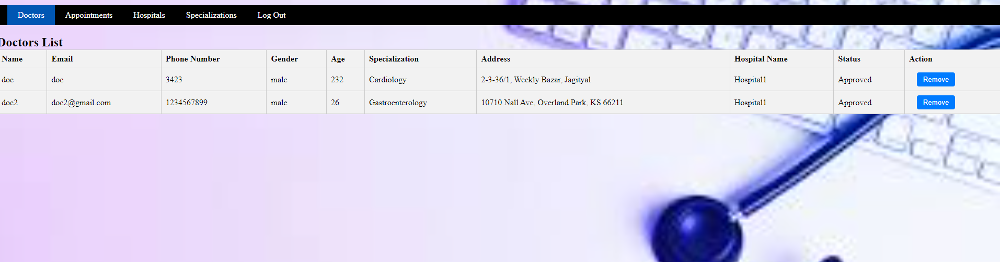 Doctors Appointments Hospitals Specializations Log Out
Doctors List
Name Email Phone Number Gender Age Specialization Address Hospital Name Status Action
doc doc 3423 male 232 Cardiology 2-3-36/1, Weekly Bazar, Jagityal Hospital1 Approved Remove
doc2 doc2@gmail.com 1234567899 male 26 Gastroenterology 10710 Nall Ave, Overland Park, KS 66211 Hospital1 Approved Remove